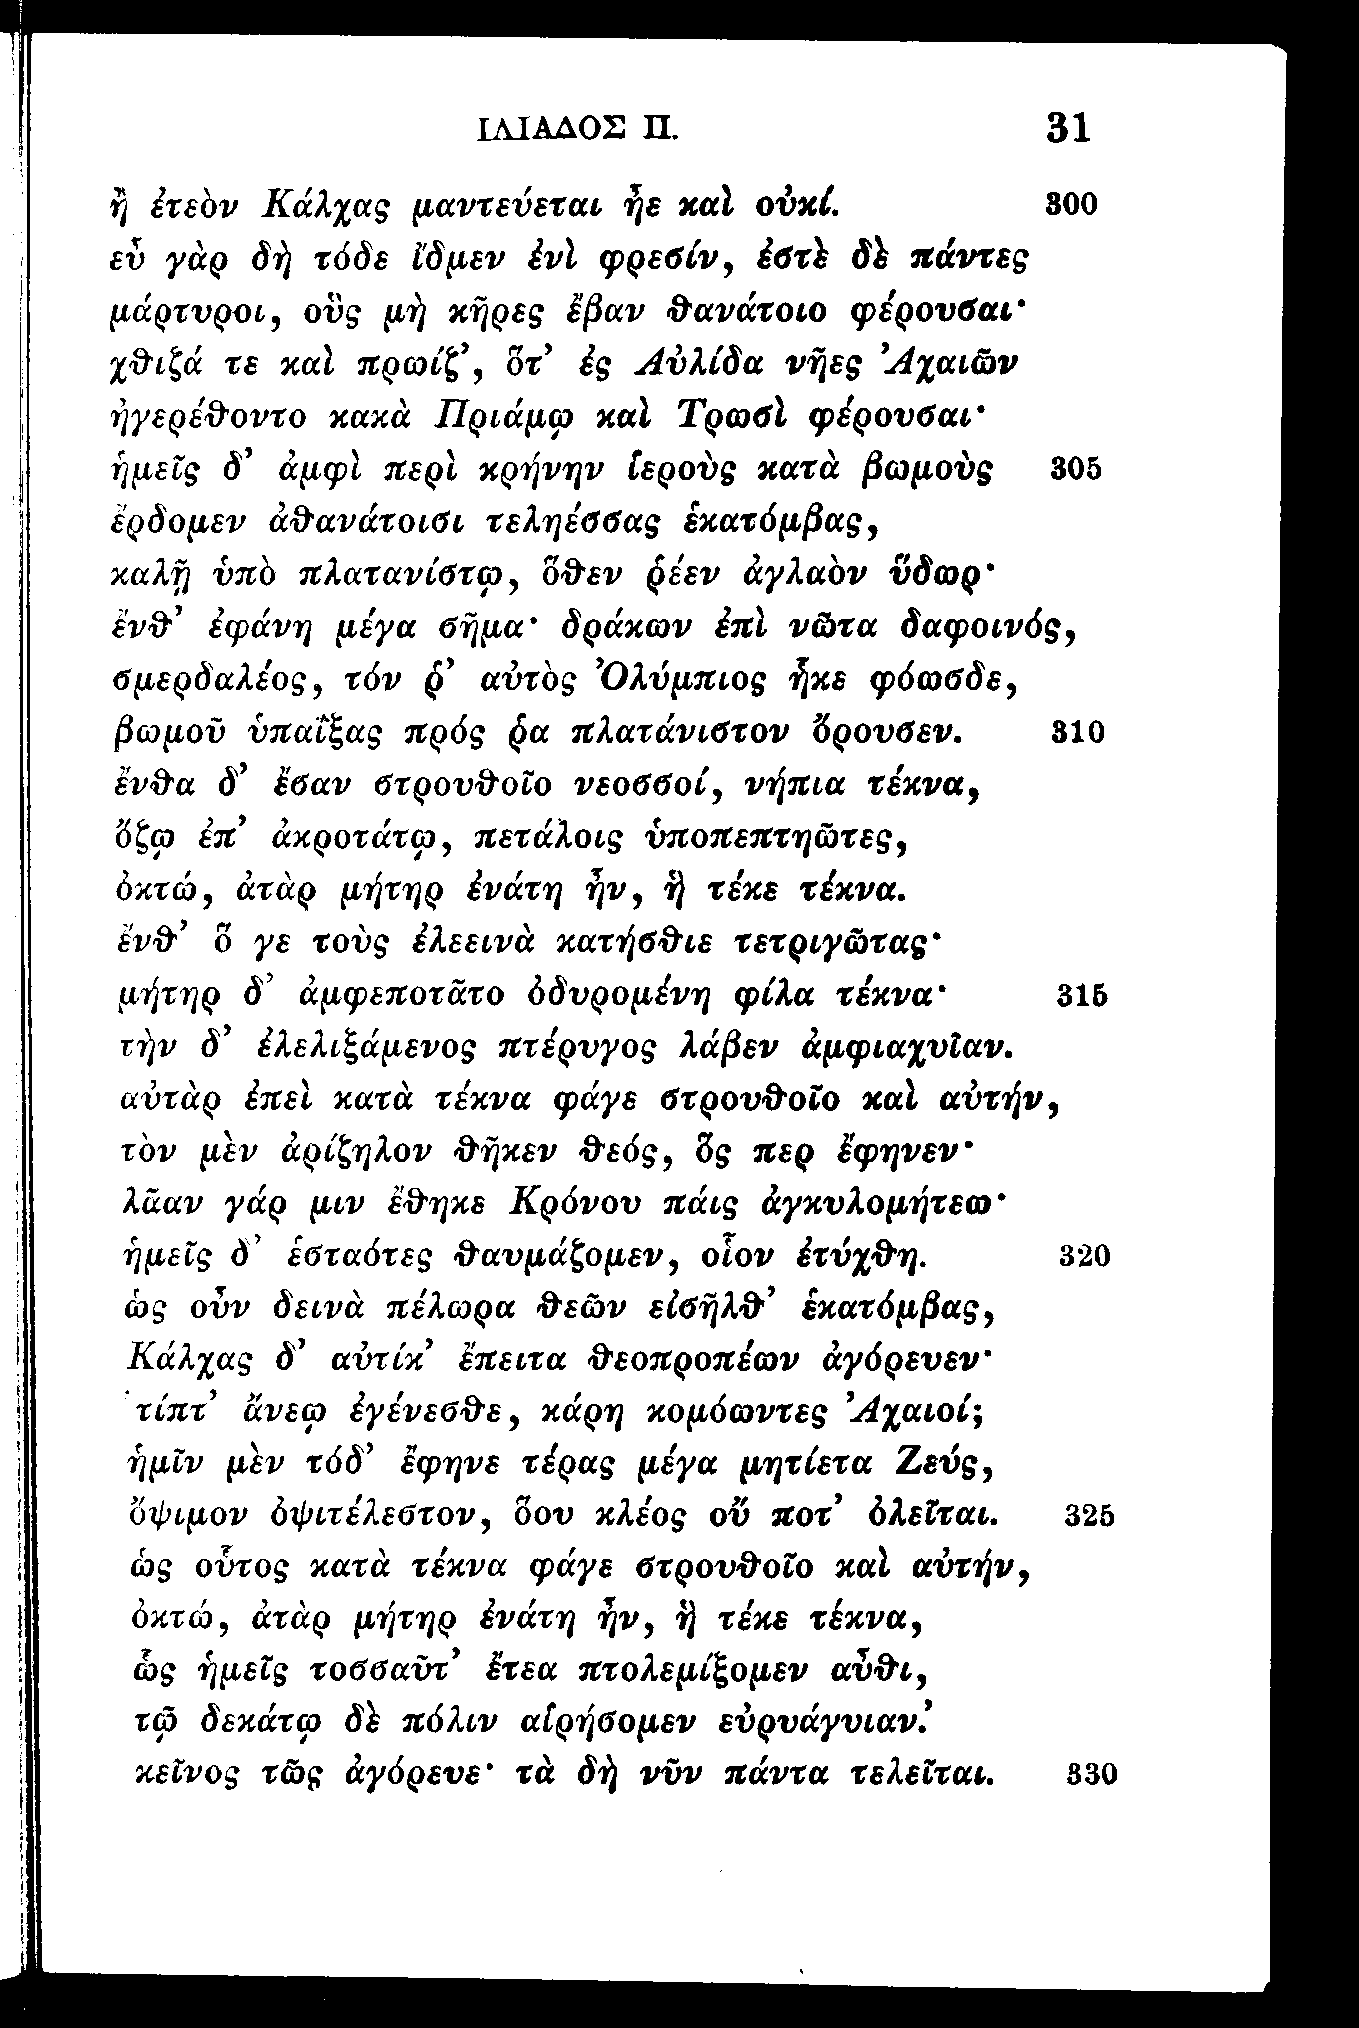 ΙΛΙΑΔΟΣ Π. 31
ἢ ἐτεὸν Κάλχας μαντεύεται ἦε καὶ οὐκί. 300
εὖ γὰρ δὴ τόδε ἴδμεν ἐνὶ φρεσίν, ἐστὲ δὲ πάντες
μάρτυροι, οὓς μὴ κῆρες ἔβαν θανάτοιο φέρουσαι·
χθιζά τε καὶ πρωίζ’, ὅτ’ ἐς Αὐλίδα νῆες Ἀχαιῶν
ἠγερέθοντο κακὰ Πριάμῳ καὶ Τρωσὶ φέρουσαι·
ἡμεῖς δ’ ἀμφὶ περὶ κρήνην ἱεροὺς κατὰ βωμοὺς 305
ἔρδομεν ἀθανάτοισι τεληέσσας ἑκατόμβας,
καλῇ ὑπὸ πλατανίστῳ, ὅθεν ῥέεν ἀγλαὸν ὕδωρ·
ἔνθ’ ἐφάνη μέγα σῆμα· δράκων ἐπὶ νῶτα δαφοινός,
σμερδαλέος, τόν ῥ’ αὐτὸς Ὀλύμπιος ἧκε φόωσδε,
βωμοῦ ὑπαΐξας πρός ῥα πλατάνιστον ὄρουσεν. 310
ἔνθα δ’ ἔσαν στρουθοῖο νεοσσοί, νήπια τέκνα,
ὄζῳ ἐπ’ ἀκροτάτῳ, πετάλοις ὑποπεπτηῶτες,
ὀκτώ, ἀτὰρ μήτηρ ἐνάτη ἦν, ἣ τέκε τέκνα.
ἔνθ’ ὅ γε τοὺς ἐλεεινὰ κατήσθιε τετριγῶτας·
μήτηρ δ’ ἀμφεποτᾶτο ὀδυρομένη φίλα τέκνα· 315
τὴν δ’ ἐλελιξάμενος πτέρυγος λάβεν ἀμφιαχυῖαν.
αὐτὰρ ἐπεὶ κατὰ τέκνα φάγε στρουθοῖο καὶ αὐτήν,
τὸν μὲν ἀρίζηλον θῆκεν θεός, ὅς περ ἔφηνεν·
λᾶαν γάρ μιν ἔθηκε Κρόνου πάις ἀγκυλομήτεω·
ἡμεῖς δ’ ἑσταότες θαυμάζομεν, οἷον ἐτύχθη. 320
ὡς οὖν δεινὰ πέλωρα θεῶν εἰσῆλθ’ ἑκατόμβας,
Κάλχας δ’ αὐτίκ’ ἔπειτα θεοπροπέων ἀγόρευεν·
‘τίπτ’ ἄνεῳ ἐγένεσθε, κάρη κομόωντες Ἀχαιοί;
ἡμῖν μὲν τόδ’ ἔφηνε τέρας μέγα μητίετα Ζεύς,
ὄψιμον ὀψιτέλεστον, ὅου κλέος οὔ ποτ’ ὀλεῖται. 325
ὡς οὗτος κατὰ τέκνα φάγε στρουθοῖο καὶ αὐτήν,
ὀκτώ, ἀτὰρ μήτηρ ἐνάτη ἦν, ἣ τέκε τέκνα,
ὣς ἡμεῖς τοσσαῦτ’ ἔτεα πτολεμίξομεν αὖθι,
τῷ δεκάτῳ δὲ πόλιν αἱρήσομεν εὐρυάγυιαν.’
κεῖνος τῶς ἀγόρευε· τὰ δὴ νῦν πάντα τελεῖται. 330